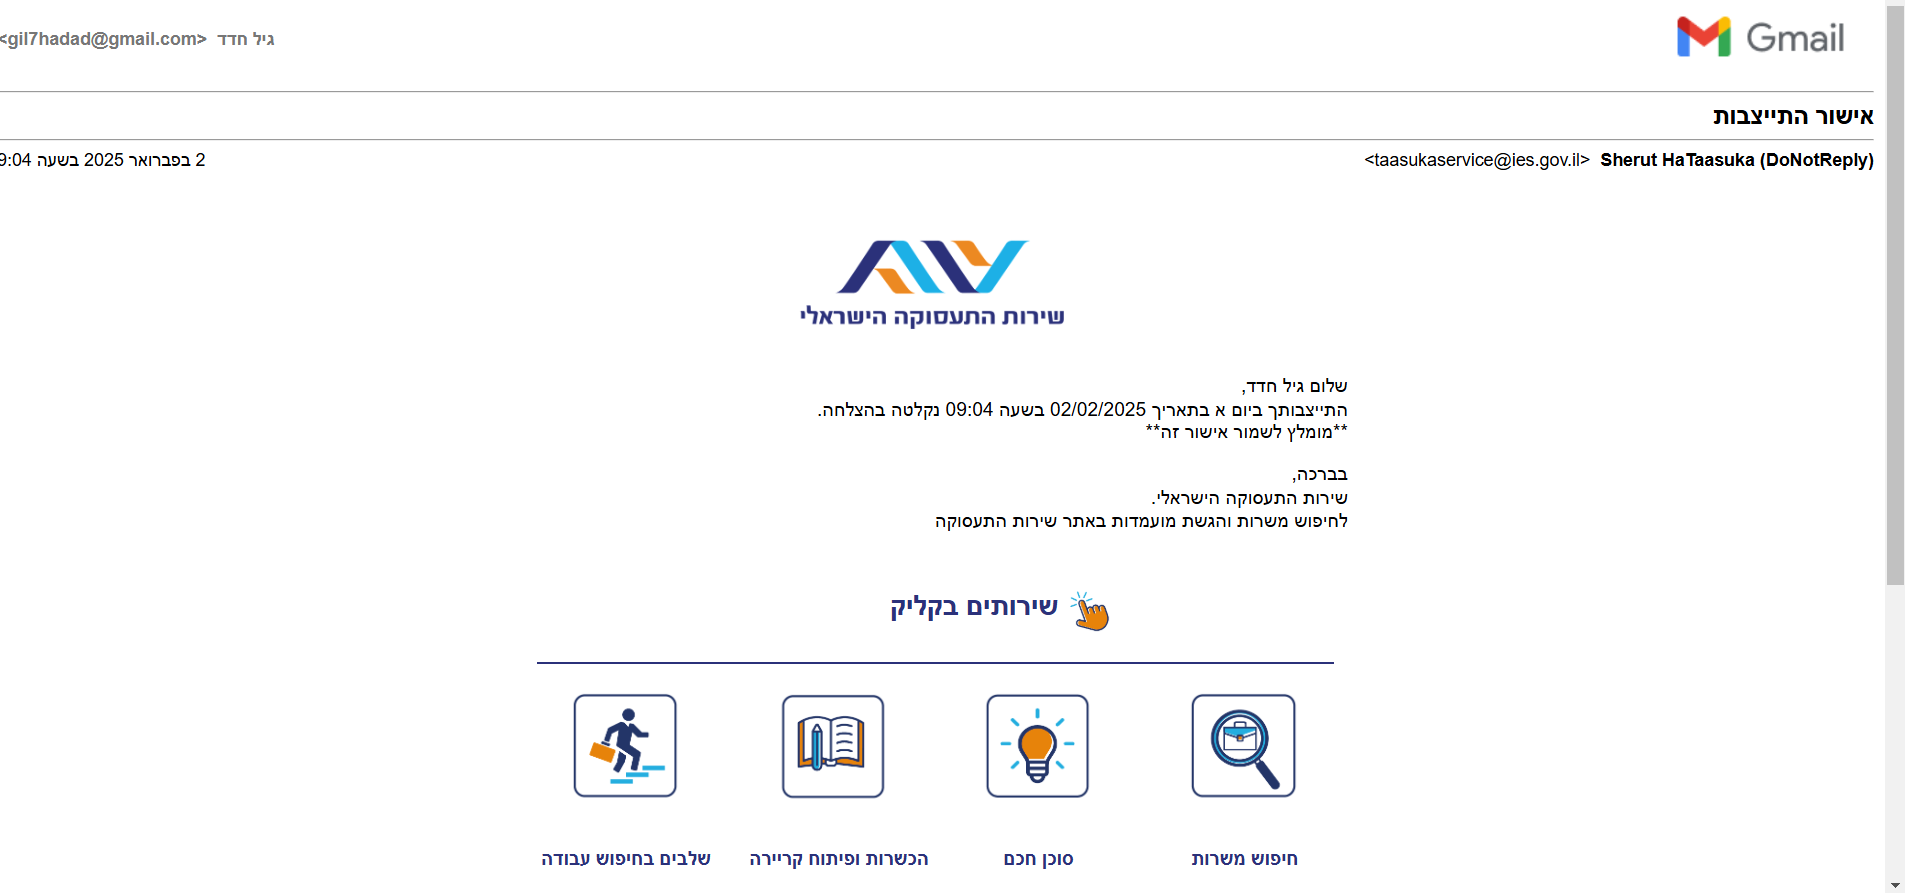 Gmail
גיל חדד <gil7hadad@gmail.com>
אישור התייצבות
Sherut HaTaasuka (DoNotReply) <taasukaservice@ies.gov.il>
2 בפברואר 2025 בשעה 9:04
שירות התעסוקה הישראלי
שלום גיל חדד,
התייצבותך ביום א בתאריך 02/02/2025 בשעה 09:04 נקלטה בהצלחה.
**מומלץ לשמור אישור זה**
בברכה,
שירות התעסוקה הישראלי.
לחיפוש משרות והגשת מועמדות באתר שירות התעסוקה
שירותים בקליק
חיפוש משרות
סוכן חכם
הכשרות ופיתוח קריירה
שלבים בחיפוש עבודה